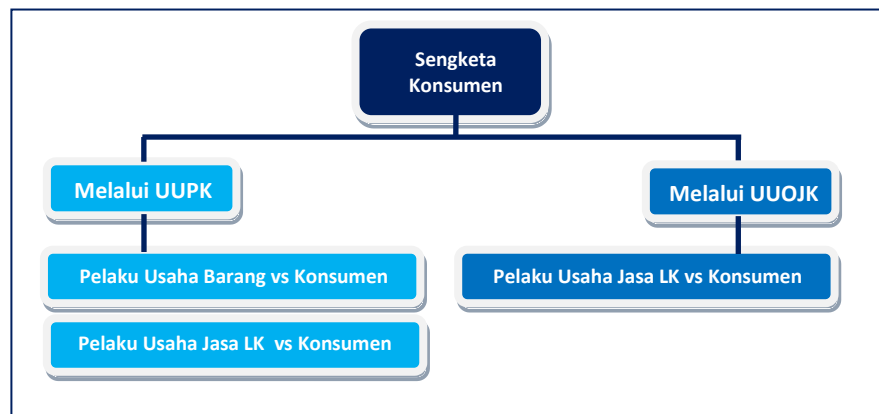 Sengketa
Konsumen
Melalui UUPK
Melalui UUOJK
Pelaku Usaha Barang vs Konsumen
Pelaku Usaha Jasa LK vs Konsumen
Pelaku Usaha Jasa LK vs Konsumen